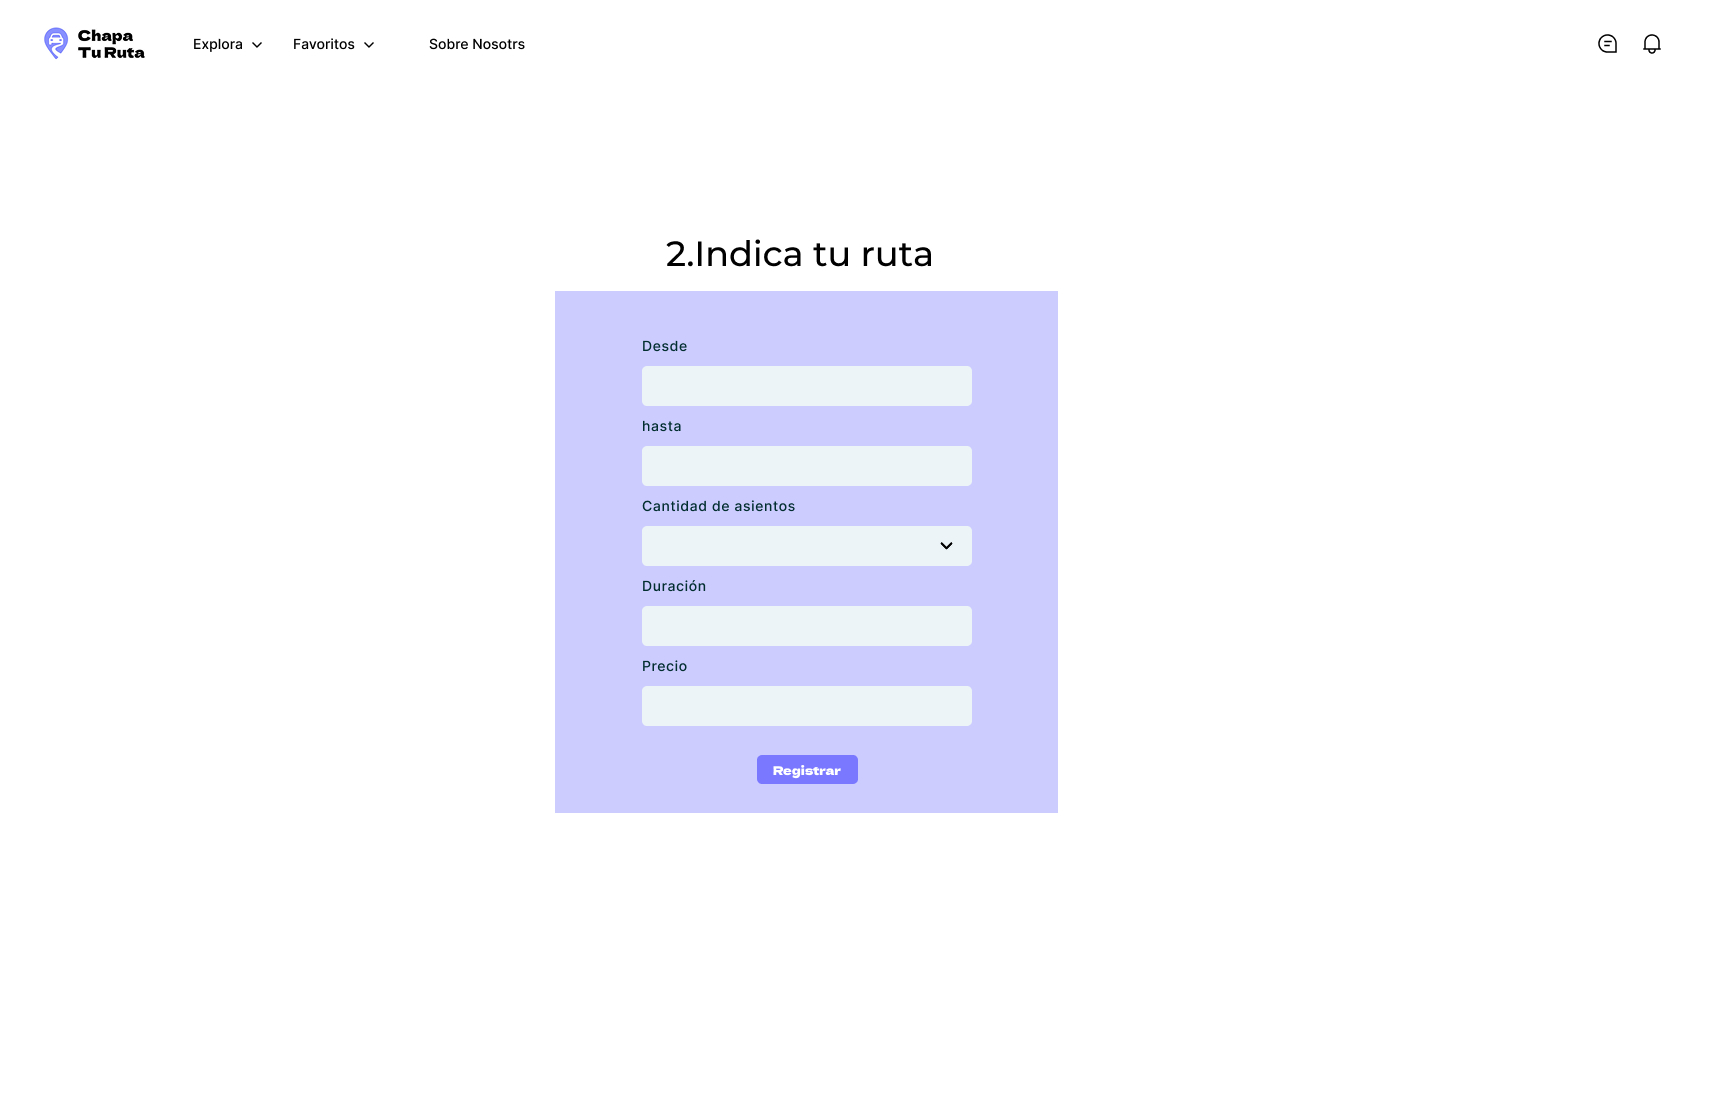 Chapa
Tu Ruta
Explora
Favoritos
Sobre Nosotrs
2.Indica tu ruta
Desde
hasta
Cantidad de asientos
Duración
Precio
Registrar